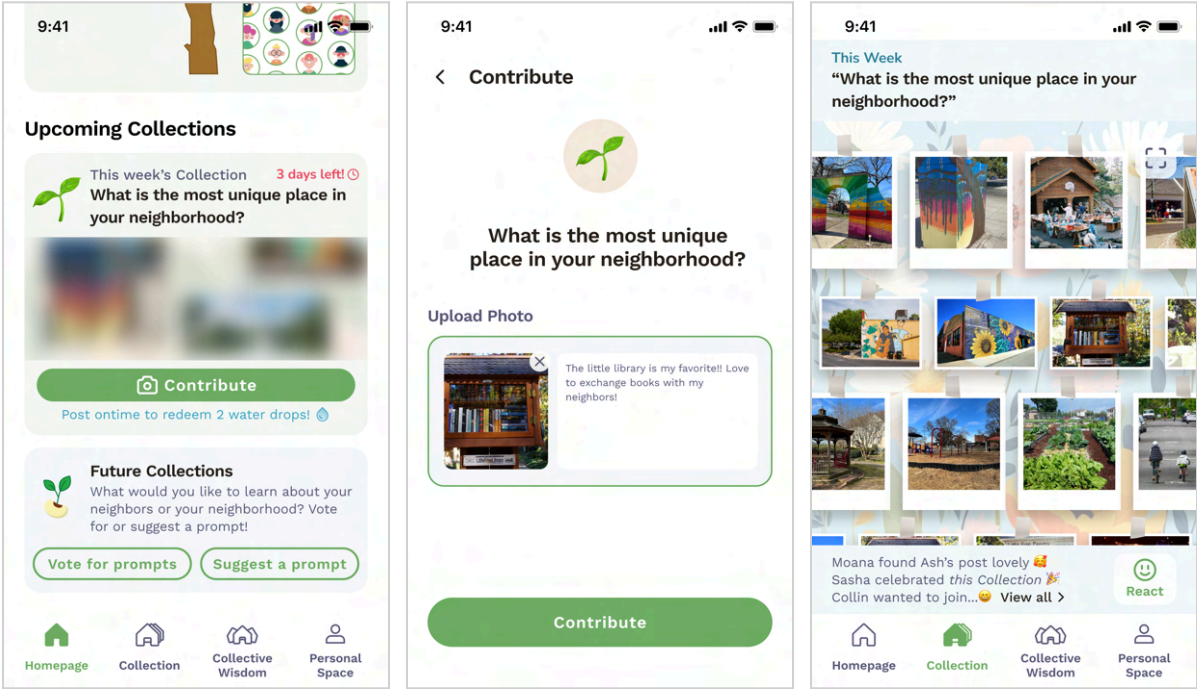 9:41
Upcoming Collections
This week's Collection
3 days left!
What is the most unique place in
your neighborhood?
Contribute
Post ontime to redeem 2 water drops!
Future Collections
What would you like to learn about your
neighbors or your neighborhood? Vote
for or suggest a prompt!
Vote for prompts
Suggest a prompt
Homepage
Collection
Collective
Wisdom
Personal
Space
9:41
Contribute
What is the most unique
place in your neighborhood?
Upload Photo
The little library is my favorite!! Love
to exchange books with my
neighbors!
Contribute
9:41
This Week
“What is the most unique place in your
neighborhood?”
Moana found Ash's post lovely 🥰
Sasha celebrated this Collection 🎉
Collin wanted to join...😄 View all >
React
Homepage
Collection
Collective
Wisdom
Personal
Space